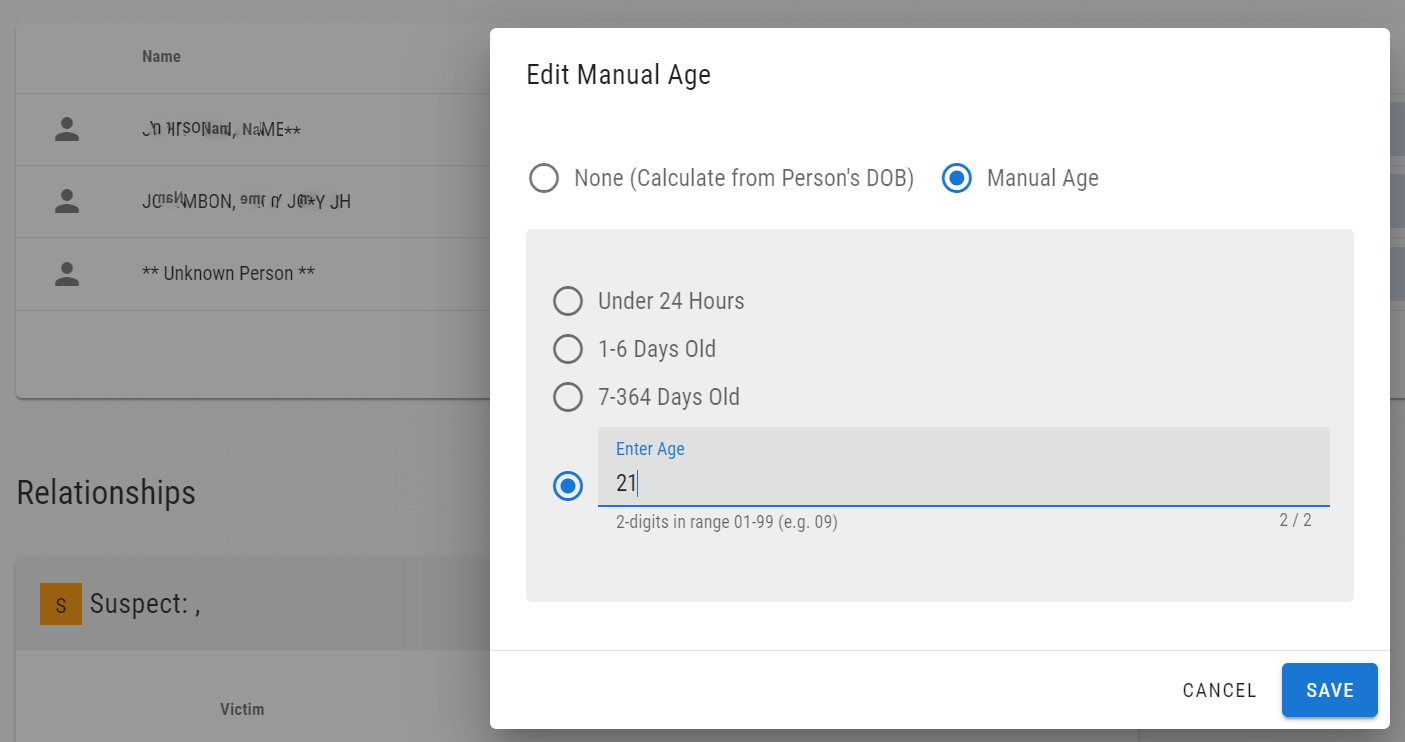 Name
** Unknown Person **
Relationships
S Suspect: ,
Victim
Edit Manual Age
None (Calculate from Person's DOB)
Manual Age
Under 24 Hours
1-6 Days Old
7-364 Days Old
Enter Age
21
2-digits in range 01-99 (e.g. 09)
2 / 2
CANCEL
SAVE